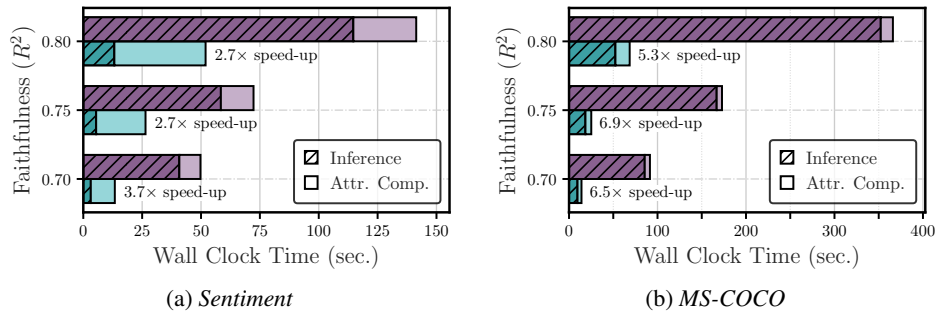 Faithfulness (R²)
0.80
0.75
0.70
2.7× speed-up
2.7× speed-up
3.7× speed-up
Inference
Attr. Comp.
0 25 50 75 100 125 150
Wall Clock Time (sec.)
(a) Sentiment
Faithfulness (R²)
0.80
0.75
0.70
5.3× speed-up
6.9× speed-up
6.5× speed-up
Inference
Attr. Comp.
0 100 200 300 400
Wall Clock Time (sec.)
(b) MS-COCO